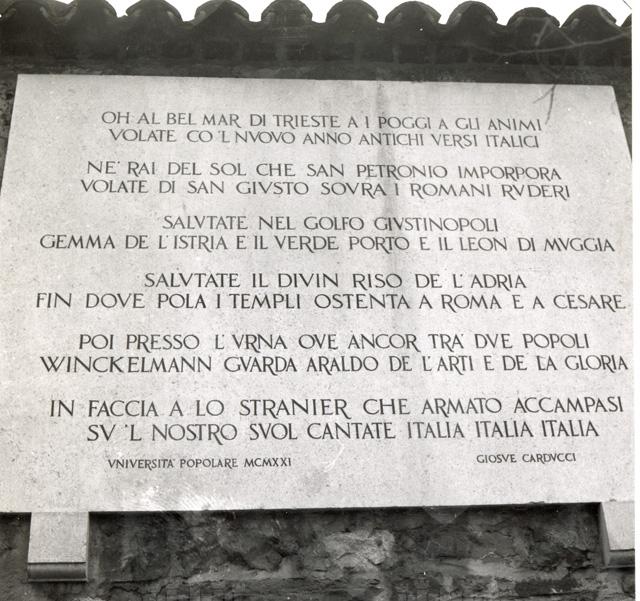 OH AL BEL MAR DI TRIESTE A I POGGI A GLI ANIMI
VOLATE CO 'L NVOVO ANNO ANTICHI VERSI ITALICI
NE' RAI DEL SOL CHE SAN PETRONIO IMPORPORA
VOLATE DI SAN GIVSTO SOVRA I ROMANI RVDERI
SALVTATE NEL GOLFO GIVSTINOPOLI
GEMMA DE L'ISTRIA E IL VERDE PORTO E IL LEON DI MVGGIA
SALVTATE IL DIVIN RISO DE L'ADRIA
FIN DOVE POLA I TEMPLI OSTENTA A ROMA E A CESARE
POI PRESSO L'VRNA OVE ANCOR TRA' DVE POPOLI
WINCKELMANN GVARDA ARALDO DE L'ARTI E DE LA GLORIA
IN FACCIA A LO STRANIER CHE ARMATO ACCAMPASI
SV 'L NOSTRO SVOL CANTATE ITALIA ITALIA ITALIA
VNIVERSITA' POPOLARE MCMXXI
GIOSVE CARDVCCI